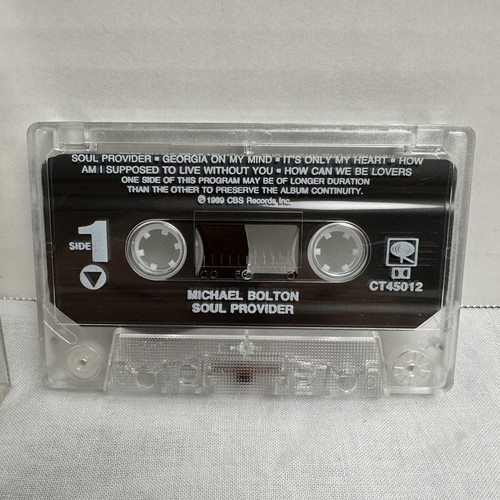 SOUL PROVIDER ▪ GEORGIA ON MY MIND ▪ IT'S ONLY MY HEART ▪ HOW
AM I SUPPOSED TO LIVE WITHOUT YOU ▪ HOW CAN WE BE LOVERS
ONE SIDE OF THIS PROGRAM MAY BE OF LONGER DURATION
THAN THE OTHER TO PRESERVE THE ALBUM CONTINUITY.
℗ 1989 CBS Records, Inc.
SIDE 1
CT45012
MICHAEL BOLTON
SOUL PROVIDER